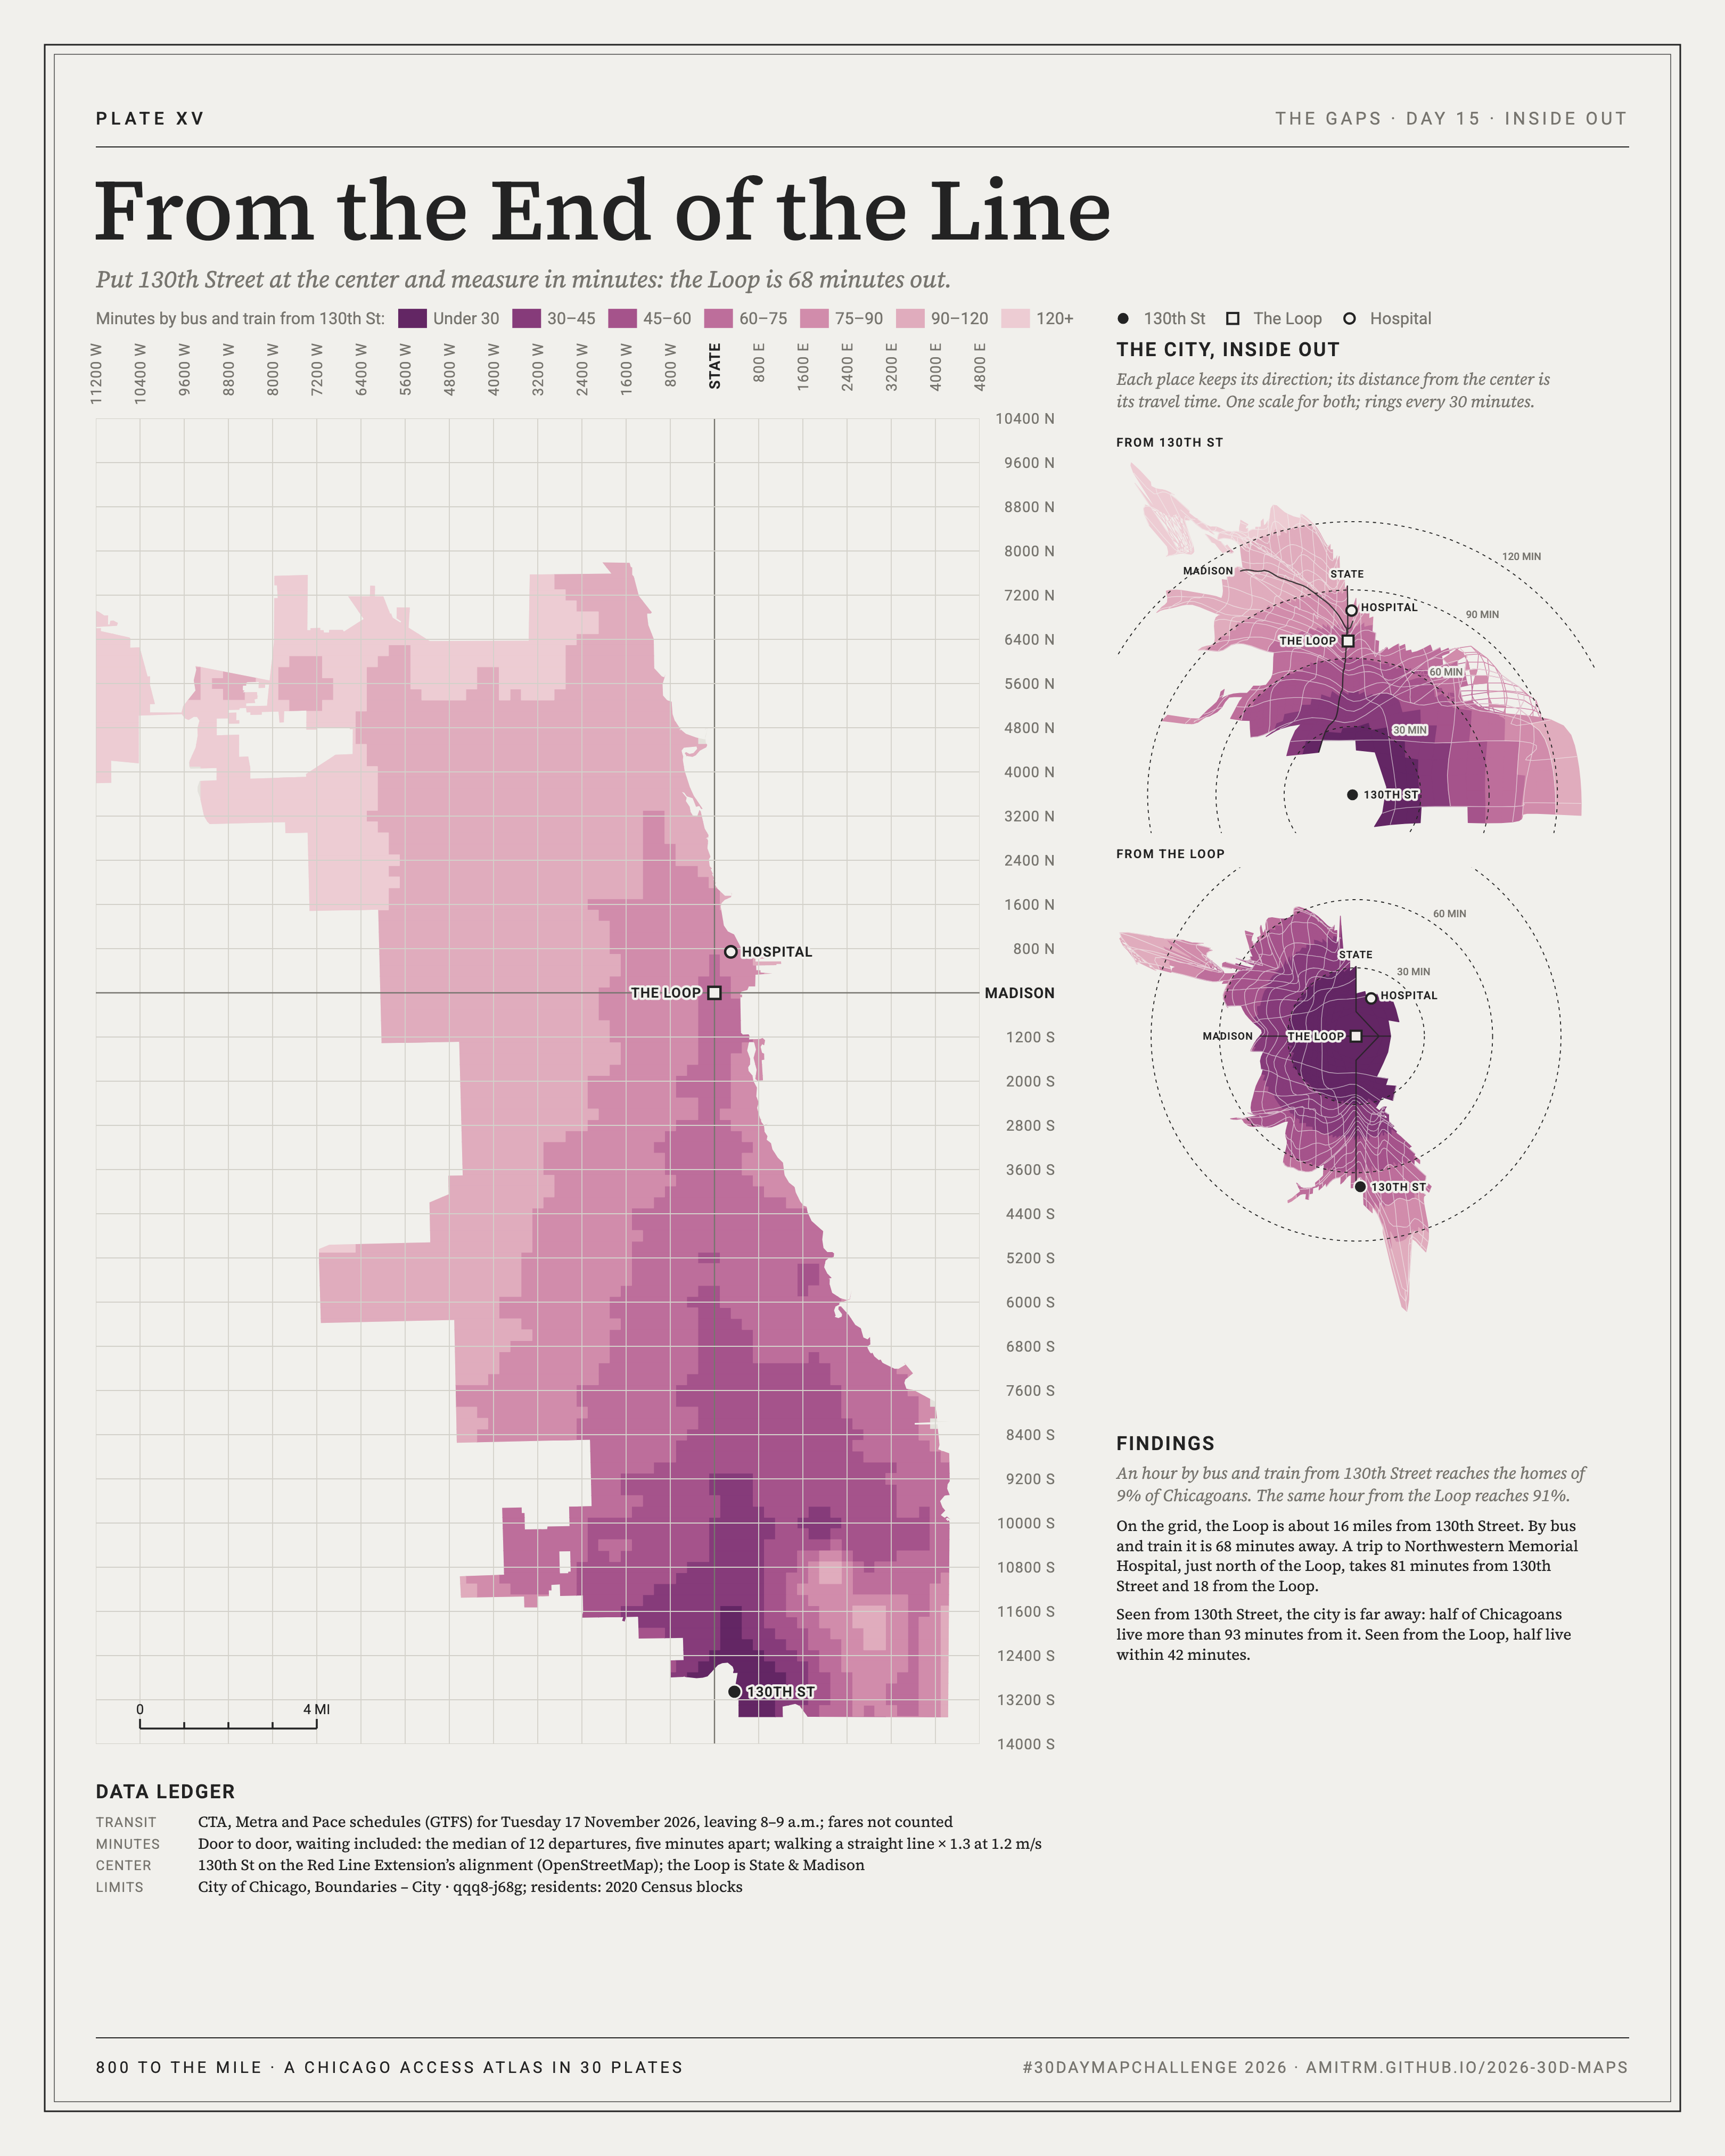 PLATE XV
THE GAPS · DAY 15 · INSIDE OUT
From the End of the Line
Put 130th Street at the center and measure in minutes: the Loop is 68 minutes out.
Minutes by bus and train from 130th St: Under 30 30–45 45–60 60–75 75–90 90–120 120+
130th St The Loop Hospital
11200 W
10400 W
9600 W
8800 W
8000 W
7200 W
6400 W
5600 W
4800 W
4000 W
3200 W
2400 W
1600 W
800 W
STATE
800 E
1600 E
2400 E
3200 E
4000 E
4800 E
10400 N
9600 N
8800 N
8000 N
7200 N
6400 N
5600 N
4800 N
4000 N
3200 N
2400 N
1600 N
800 N
HOSPITAL
THE LOOP
MADISON
1200 S
2000 S
2800 S
3600 S
4400 S
5200 S
6000 S
6800 S
7600 S
8400 S
9200 S
10000 S
10800 S
11600 S
12400 S
130TH ST
13200 S
0 4 MI
14000 S
THE CITY, INSIDE OUT
Each place keeps its direction; its distance from the center is
its travel time. One scale for both; rings every 30 minutes.
FROM 130TH ST
120 MIN
MADISON
STATE
HOSPITAL
90 MIN
THE LOOP
60 MIN
30 MIN
130TH ST
FROM THE LOOP
60 MIN
STATE
30 MIN
HOSPITAL
MADISON
THE LOOP
130TH ST
FINDINGS
An hour by bus and train from 130th Street reaches the homes of
9% of Chicagoans. The same hour from the Loop reaches 91%.
On the grid, the Loop is about 16 miles from 130th Street. By bus
and train it is 68 minutes away. A trip to Northwestern Memorial
Hospital, just north of the Loop, takes 81 minutes from 130th
Street and 18 from the Loop.
Seen from 130th Street, the city is far away: half of Chicagoans
live more than 93 minutes from it. Seen from the Loop, half live
within 42 minutes.
DATA LEDGER
TRANSIT CTA, Metra and Pace schedules (GTFS) for Tuesday 17 November 2026, leaving 8–9 a.m.; fares not counted
MINUTES Door to door, waiting included: the median of 12 departures, five minutes apart; walking a straight line × 1.3 at 1.2 m/s
CENTER 130th St on the Red Line Extension’s alignment (OpenStreetMap); the Loop is State & Madison
LIMITS City of Chicago, Boundaries – City · qqq8-j68g; residents: 2020 Census blocks
800 TO THE MILE · A CHICAGO ACCESS ATLAS IN 30 PLATES
#30DAYMAPCHALLENGE 2026 · AMITRM.GITHUB.IO/2026-30D-MAPS